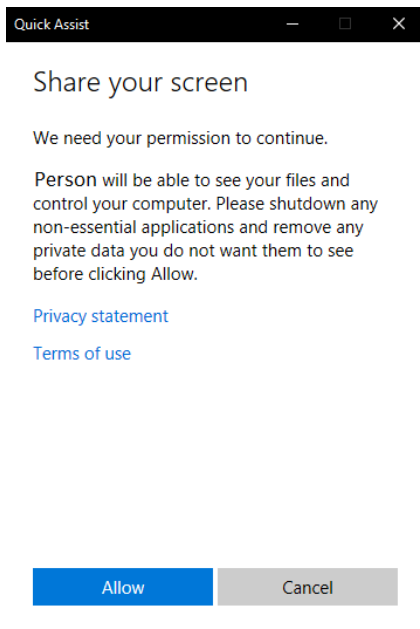 Quick Assist
Share your screen
We need your permission to continue.
Person will be able to see your files and
control your computer. Please shutdown any
non-essential applications and remove any
private data you do not want them to see
before clicking Allow.
Privacy statement
Terms of use
Allow
Cancel